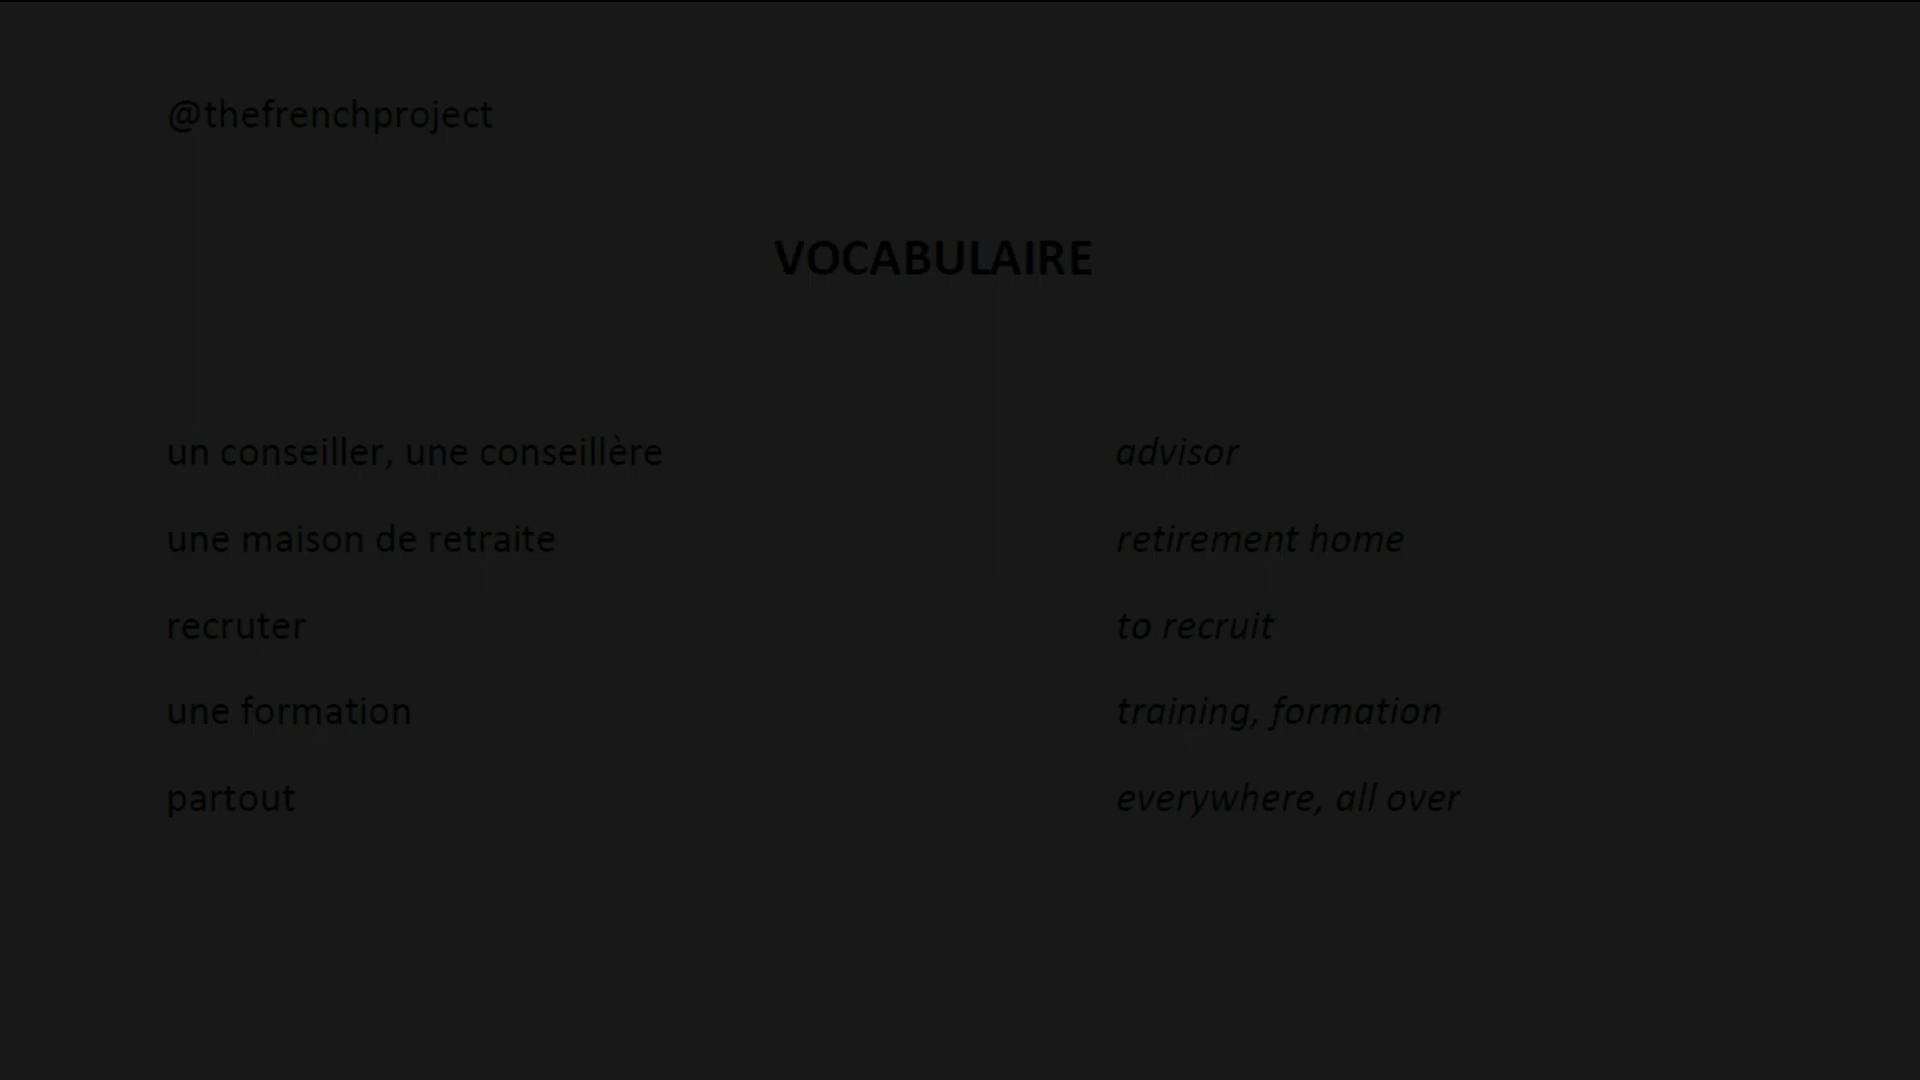 @thefrenchproject
VOCABULAIRE
un conseiller, une conseillère advisor
une maison de retraite retirement home
recruter to recruit
une formation training, formation
partout everywhere, all over